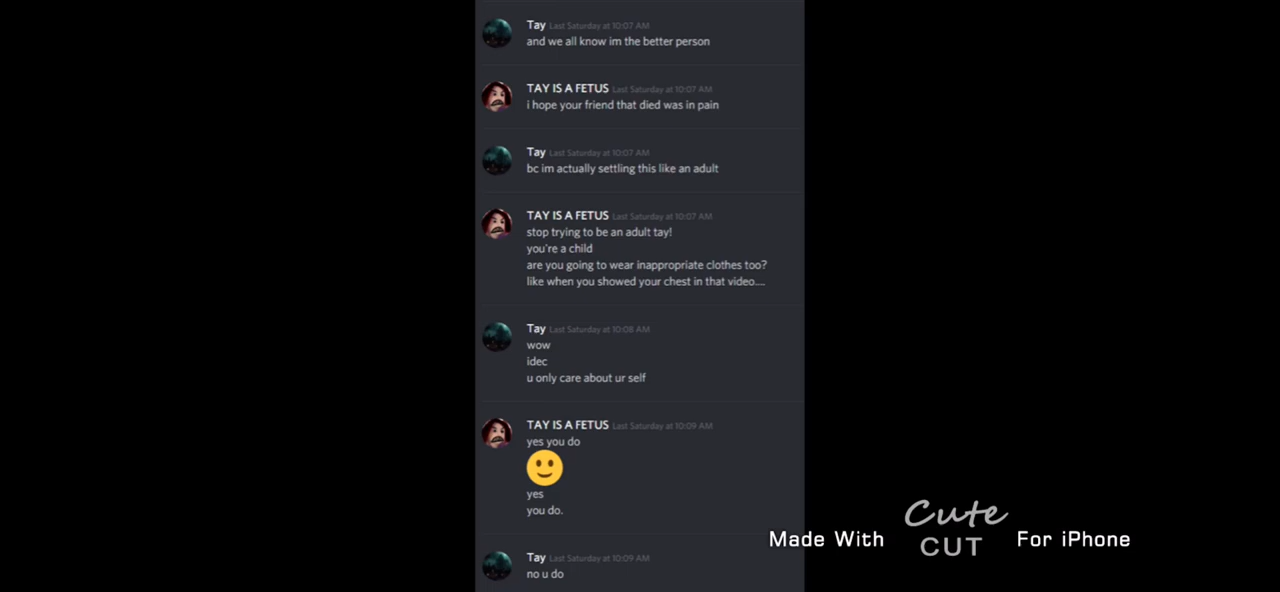 Tay Last Saturday at 10:07 AM
and we all know im the better person
TAY IS A FETUS Last Saturday at 10:07 AM
i hope your friend that died was in pain
Tay Last Saturday at 10:07 AM
bc im actually settling this like an adult
TAY IS A FETUS Last Saturday at 10:07 AM
stop trying to be an adult tay!
you're a child
are you going to wear inappropriate clothes too?
like when you showed your chest in that video....
Tay Last Saturday at 10:08 AM
wow
idec
u only care about ur self
TAY IS A FETUS Last Saturday at 10:09 AM
yes you do
yes
you do.
Tay Last Saturday at 10:09 AM
no u do
Made With Cute CUT For iPhone